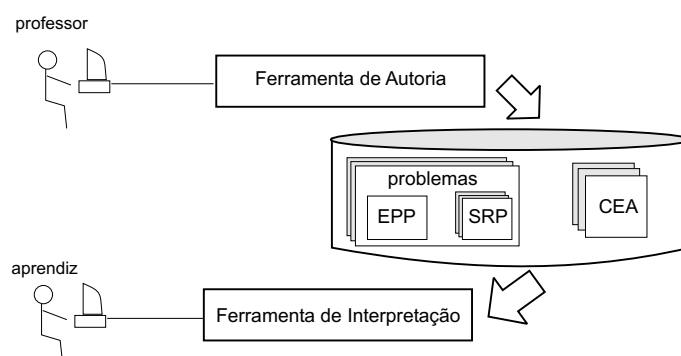 professor
Ferramenta de Autoria
problemas
EPP
SRP
CEA
aprendiz
Ferramenta de Interpretação